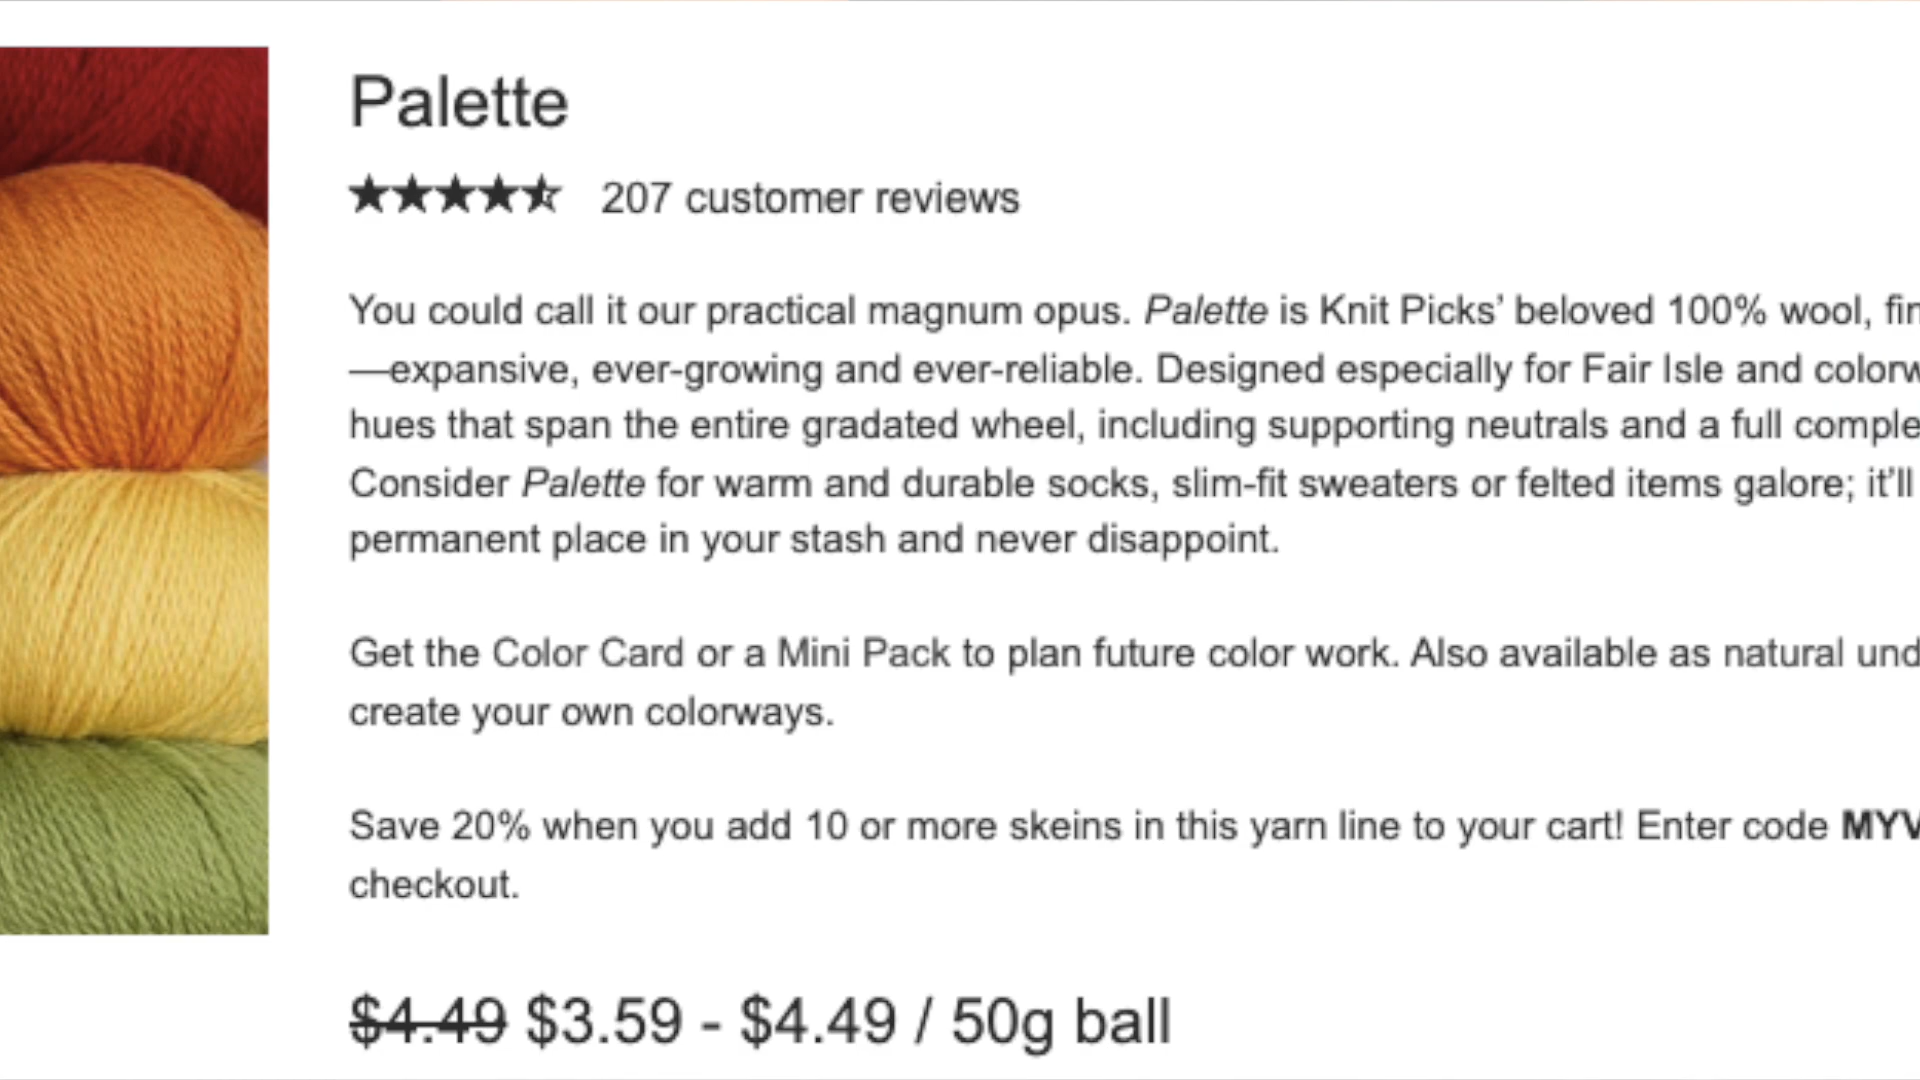 Palette
207 customer reviews
You could call it our practical magnum opus. Palette is Knit Picks’ beloved 100% wool,
—expansive, ever-growing and ever-reliable. Designed especially for Fair Isle and
hues that span the entire gradated wheel, including supporting neutrals and a full
Consider Palette for warm and durable socks, slim-fit sweaters or felted items galore; it’ll
permanent place in your stash and never disappoint.
Get the Color Card or a Mini Pack to plan future color work. Also available as natural
create your own colorways.
Save 20% when you add 10 or more skeins in this yarn line to your cart! Enter code
checkout.
$4.49 $3.59 - $4.49 / 50g ball